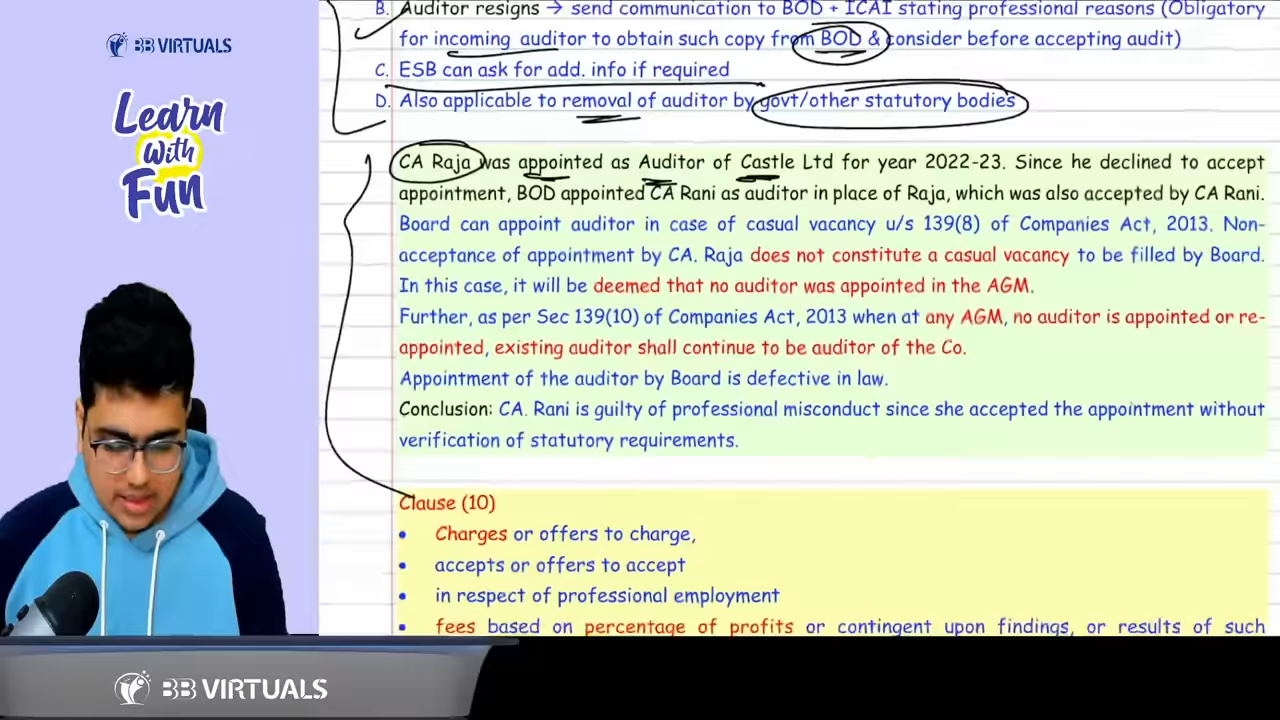 B. Auditor resigns → send communication to BOD + ICAI stating professional reasons (Obligatory
for incoming auditor to obtain such copy from BOD & consider before accepting audit)
C. ESB can ask for add. info if required
D. Also applicable to removal of auditor by govt/other statutory bodies
BB VIRTUALS
Learn
With
Fun
CA Raja was appointed as Auditor of Castle Ltd for year 2022-23. Since he declined to accept
appointment, BOD appointed CA Rani as auditor in place of Raja, which was also accepted by CA Rani.
Board can appoint auditor in case of casual vacancy u/s 139(8) of Companies Act, 2013. Non-
acceptance of appointment by CA. Raja does not constitute a casual vacancy to be filled by Board.
In this case, it will be deemed that no auditor was appointed in the AGM.
Further, as per Sec 139(10) of Companies Act, 2013 when at any AGM, no auditor is appointed or re-
appointed, existing auditor shall continue to be auditor of the Co.
Appointment of the auditor by Board is defective in law.
Conclusion: CA. Rani is guilty of professional misconduct since she accepted the appointment without
verification of statutory requirements.
Clause (10)
• Charges or offers to charge,
• accepts or offers to accept
• in respect of professional employment
• fees based on percentage of profits or contingent upon findings, or results of such
BB VIRTUALS